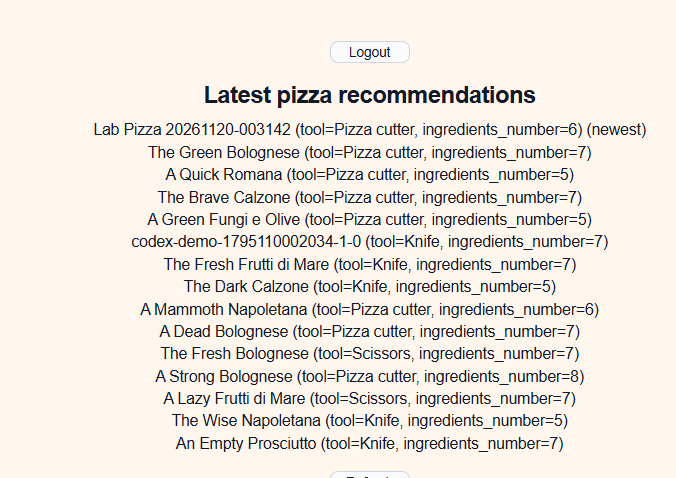 Logout
Latest pizza recommendations
Lab Pizza 20261120-003142 (tool=Pizza cutter, ingredients_number=6) (newest)
The Green Bolognese (tool=Pizza cutter, ingredients_number=7)
A Quick Romana (tool=Pizza cutter, ingredients_number=5)
The Brave Calzone (tool=Pizza cutter, ingredients_number=7)
A Green Fungi e Olive (tool=Pizza cutter, ingredients_number=5)
codex-demo-1795110002034-1-0 (tool=Knife, ingredients_number=7)
The Fresh Frutti di Mare (tool=Knife, ingredients_number=7)
The Dark Calzone (tool=Knife, ingredients_number=5)
A Mammoth Napoletana (tool=Pizza cutter, ingredients_number=6)
A Dead Bolognese (tool=Pizza cutter, ingredients_number=7)
The Fresh Bolognese (tool=Scissors, ingredients_number=7)
A Strong Bolognese (tool=Pizza cutter, ingredients_number=8)
A Lazy Frutti di Mare (tool=Scissors, ingredients_number=7)
The Wise Napoletana (tool=Knife, ingredients_number=5)
An Empty Prosciutto (tool=Knife, ingredients_number=7)